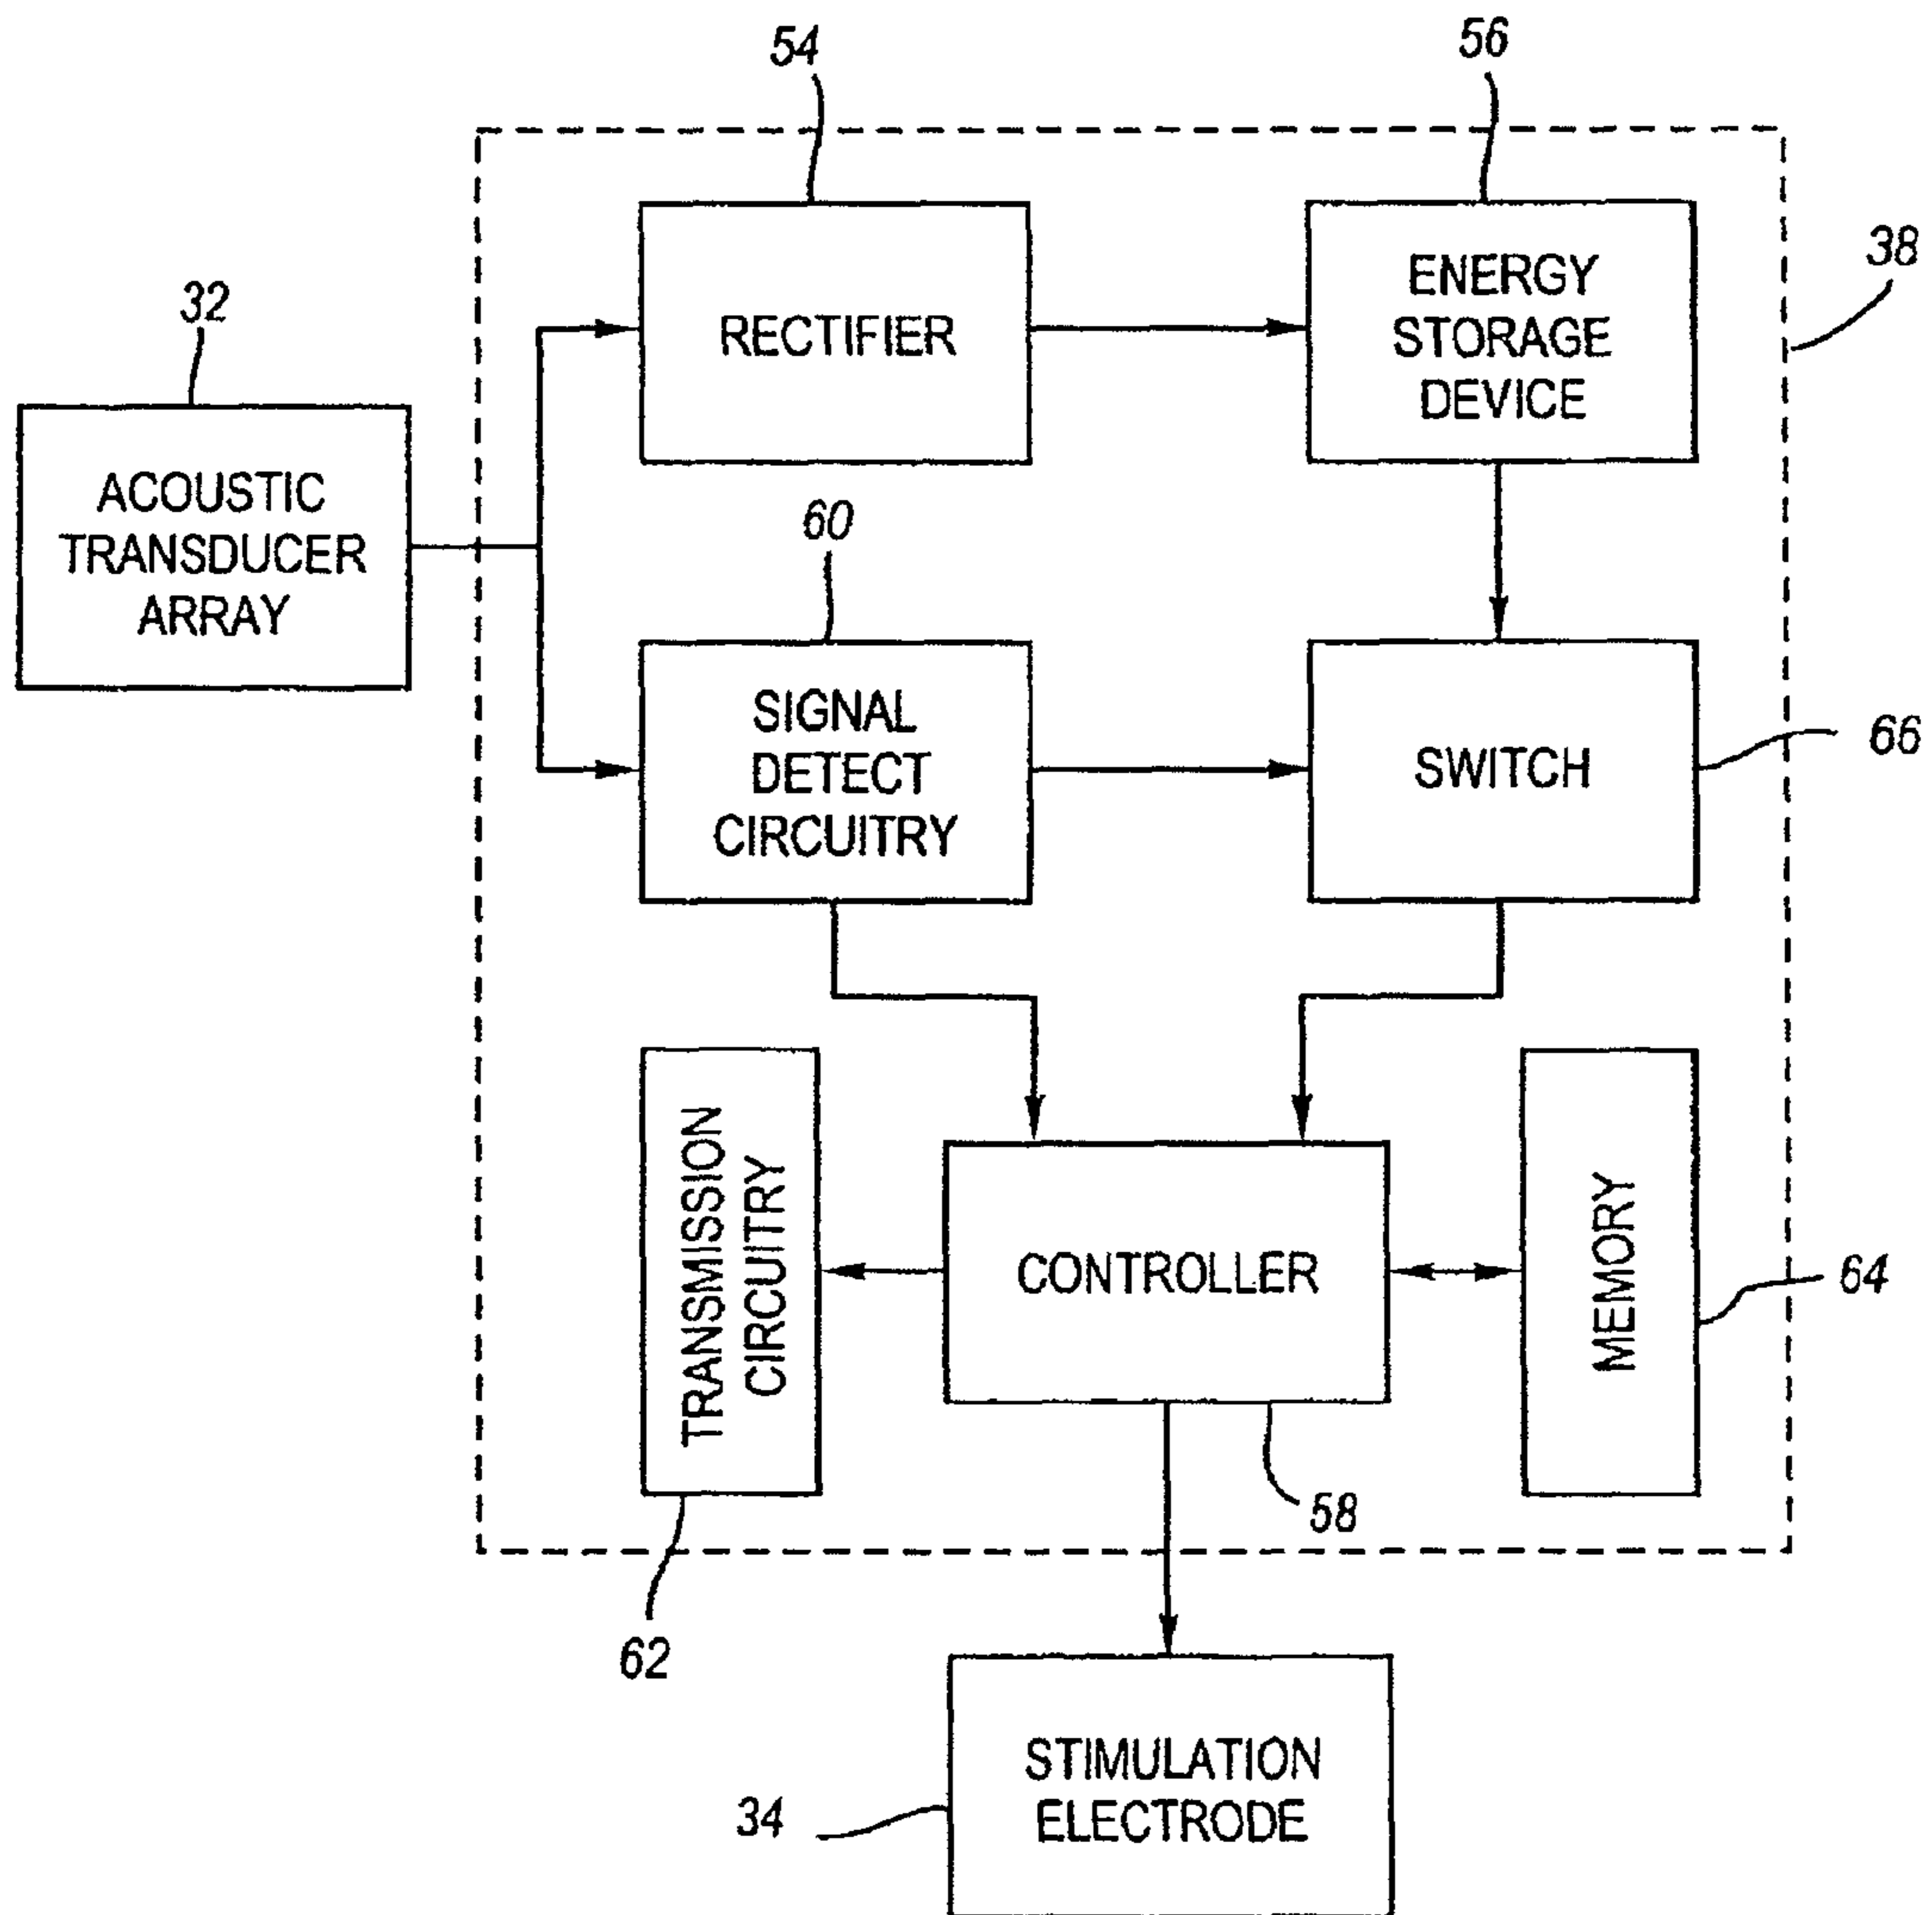 54
56
38
32
RECTIFIER
ENERGY
STORAGE
DEVICE
ACOUSTIC
TRANSDUCER
ARRAY
60
SIGNAL
DETECT
CIRCUITRY
SWITCH
66
TRANSMISSION
CIRCUITRY
CONTROLLER
MEMORY
64
58
62
STIMULATION
ELECTRODE
34